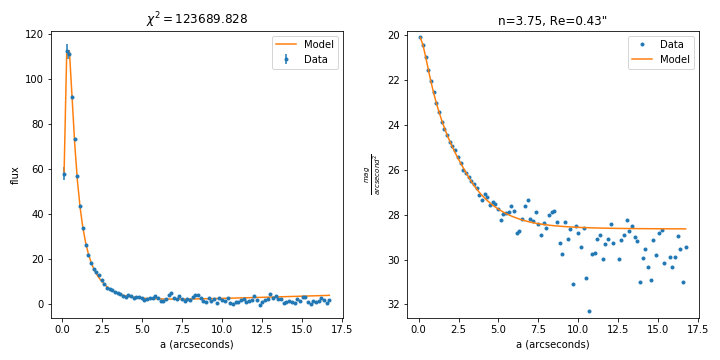 χ² = 123689.828
n=3.75, Re=0.43"
Model
Data
Data
Model
flux
mag
arcsecond²
120
100
80
60
40
20
0
20
22
24
26
28
30
32
0.0 2.5 5.0 7.5 10.0 12.5 15.0 17.5
0.0 2.5 5.0 7.5 10.0 12.5 15.0 17.5
a (arcseconds)
a (arcseconds)